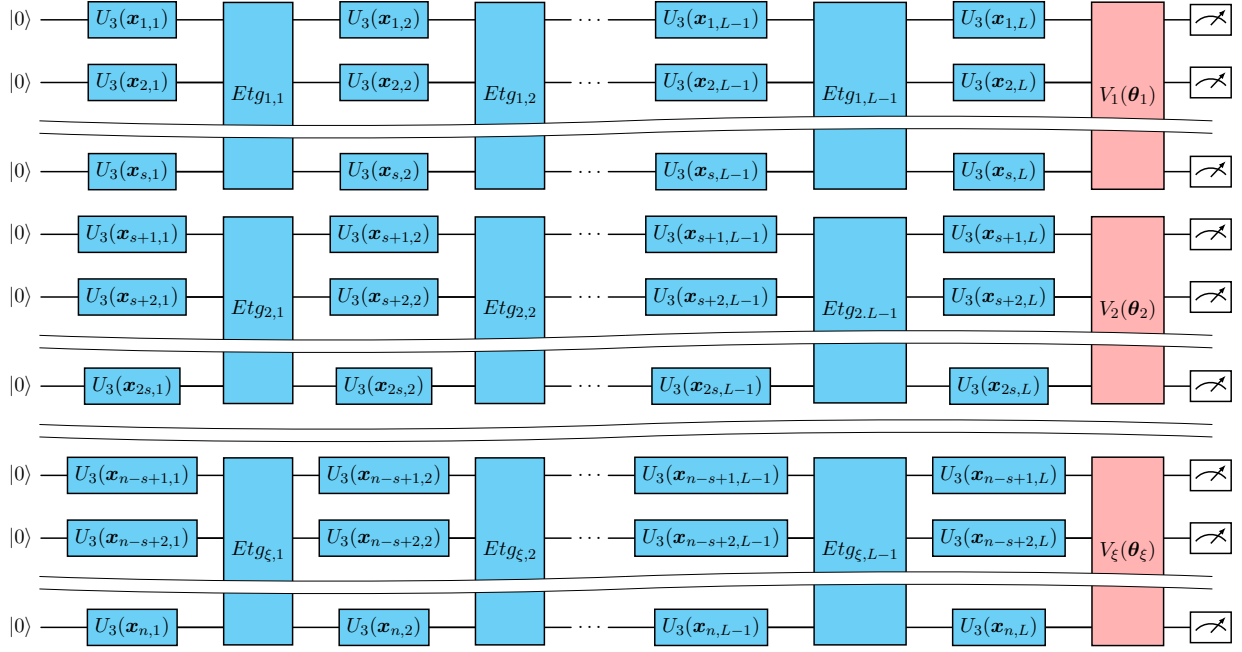 |0⟩ U₃(𝒙₁,₁) U₃(𝒙₁,₂) ··· U₃(𝒙₁,L−1) U₃(𝒙₁,L)
|0⟩ U₃(𝒙₂,₁) U₃(𝒙₂,₂) ··· U₃(𝒙₂,L−1) U₃(𝒙₂,L)
Etg₁,₁ Etg₁,₂ Etg₁,L−1 V₁(𝜽₁)
|0⟩ U₃(𝒙s,1) U₃(𝒙s,2) ··· U₃(𝒙s,L−1) U₃(𝒙s,L)
|0⟩ U₃(𝒙s+1,1) U₃(𝒙s+1,2) ··· U₃(𝒙s+1,L−1) U₃(𝒙s+1,L)
|0⟩ U₃(𝒙s+2,1) U₃(𝒙s+2,2) ··· U₃(𝒙s+2,L−1) U₃(𝒙s+2,L)
Etg₂,₁ Etg₂,₂ Etg₂.L−1 V₂(𝜽₂)
|0⟩ U₃(𝒙2s,1) U₃(𝒙2s,2) ··· U₃(𝒙2s,L−1) U₃(𝒙2s,L)
|0⟩ U₃(𝒙n−s+1,1) U₃(𝒙n−s+1,2) ··· U₃(𝒙n−s+1,L−1) U₃(𝒙n−s+1,L)
|0⟩ U₃(𝒙n−s+2,1) U₃(𝒙n−s+2,2) ··· U₃(𝒙n−s+2,L−1) U₃(𝒙n−s+2,L)
Etgξ,1 Etgξ,2 Etgξ,L−1 Vξ(𝜽ξ)
|0⟩ U₃(𝒙n,1) U₃(𝒙n,2) ··· U₃(𝒙n,L−1) U₃(𝒙n,L)